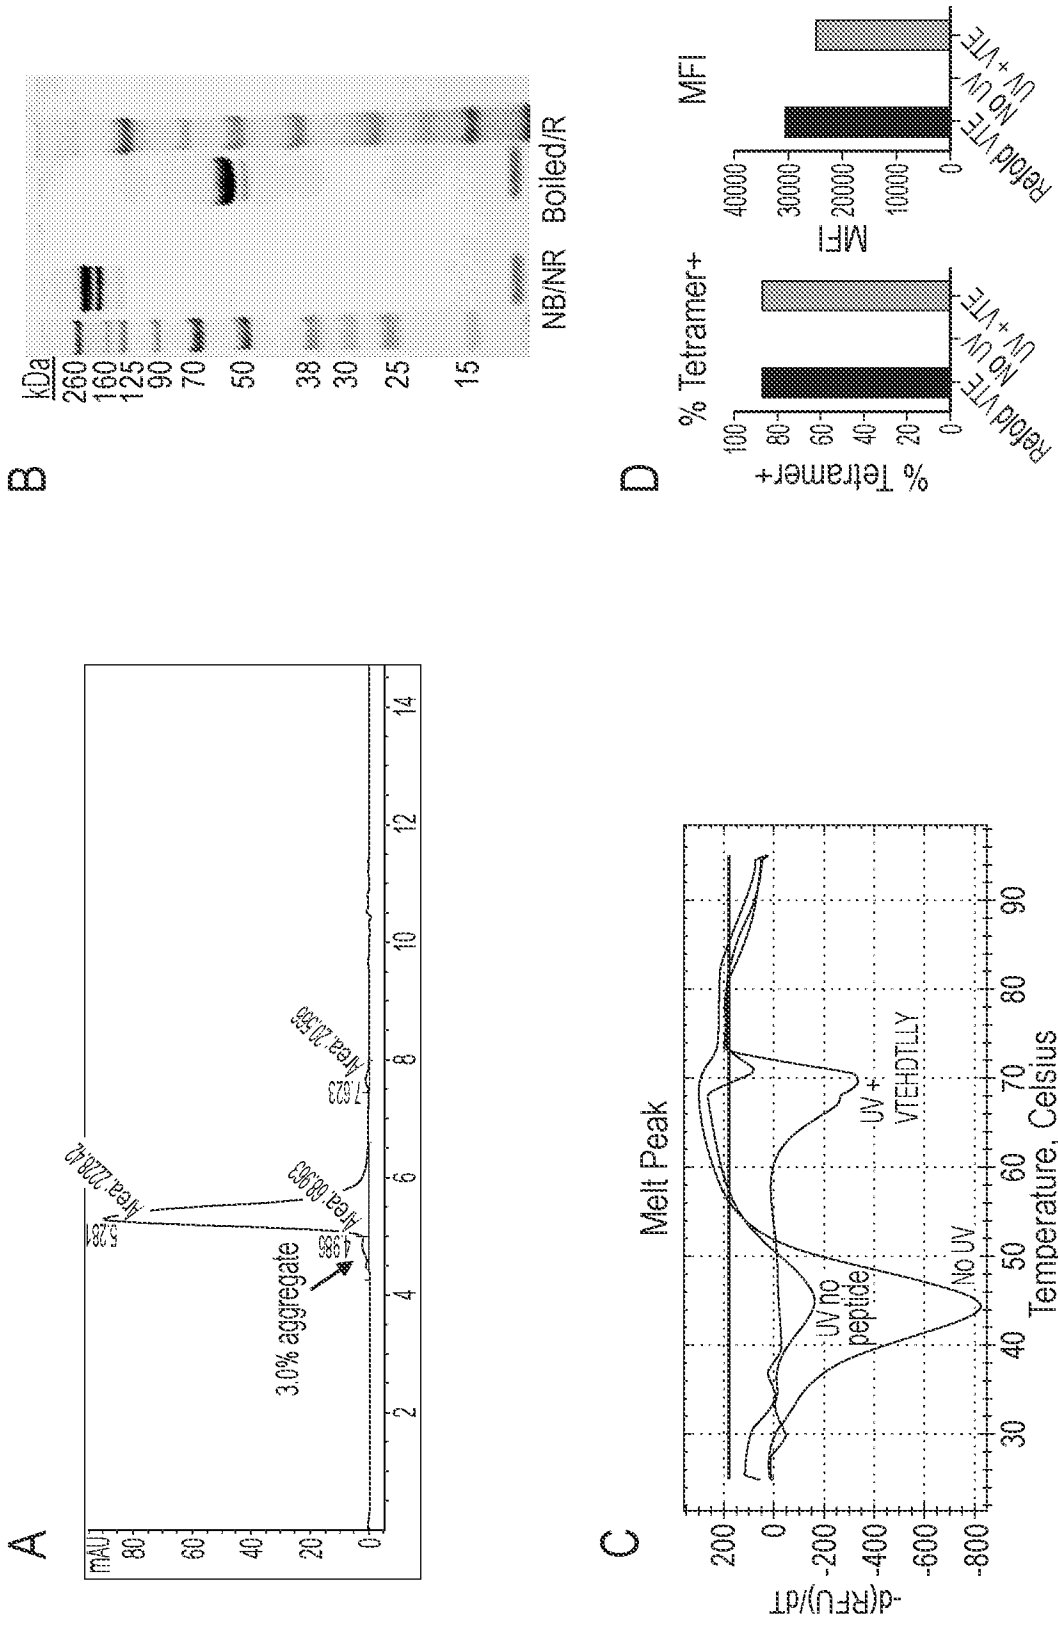 A
mAU
80
60
40
20
0
2
4
6
8
10
12
14
3.0% aggregate
4.986
Area: 68.963
5.281
Area: 2228.42
7.623
Area: 20.566
B
kDa
260
160
125
90
70
50
38
30
25
15
NB/NR
Boiled/R
C
Melt Peak
-d(RFU)/dT
200
0
-200
-400
-600
-800
30
40
50
60
70
80
90
Temperature, Celsius
UV no
peptide
No UV
UV +
VTEHDTLLY
D
% Tetramer+
% Tetramer+
100
80
60
40
20
0
Refold VTE
No UV
UV + VTE
MFI
MFI
40000
30000
20000
10000
0
Refold VTE
No UV
UV + VTE